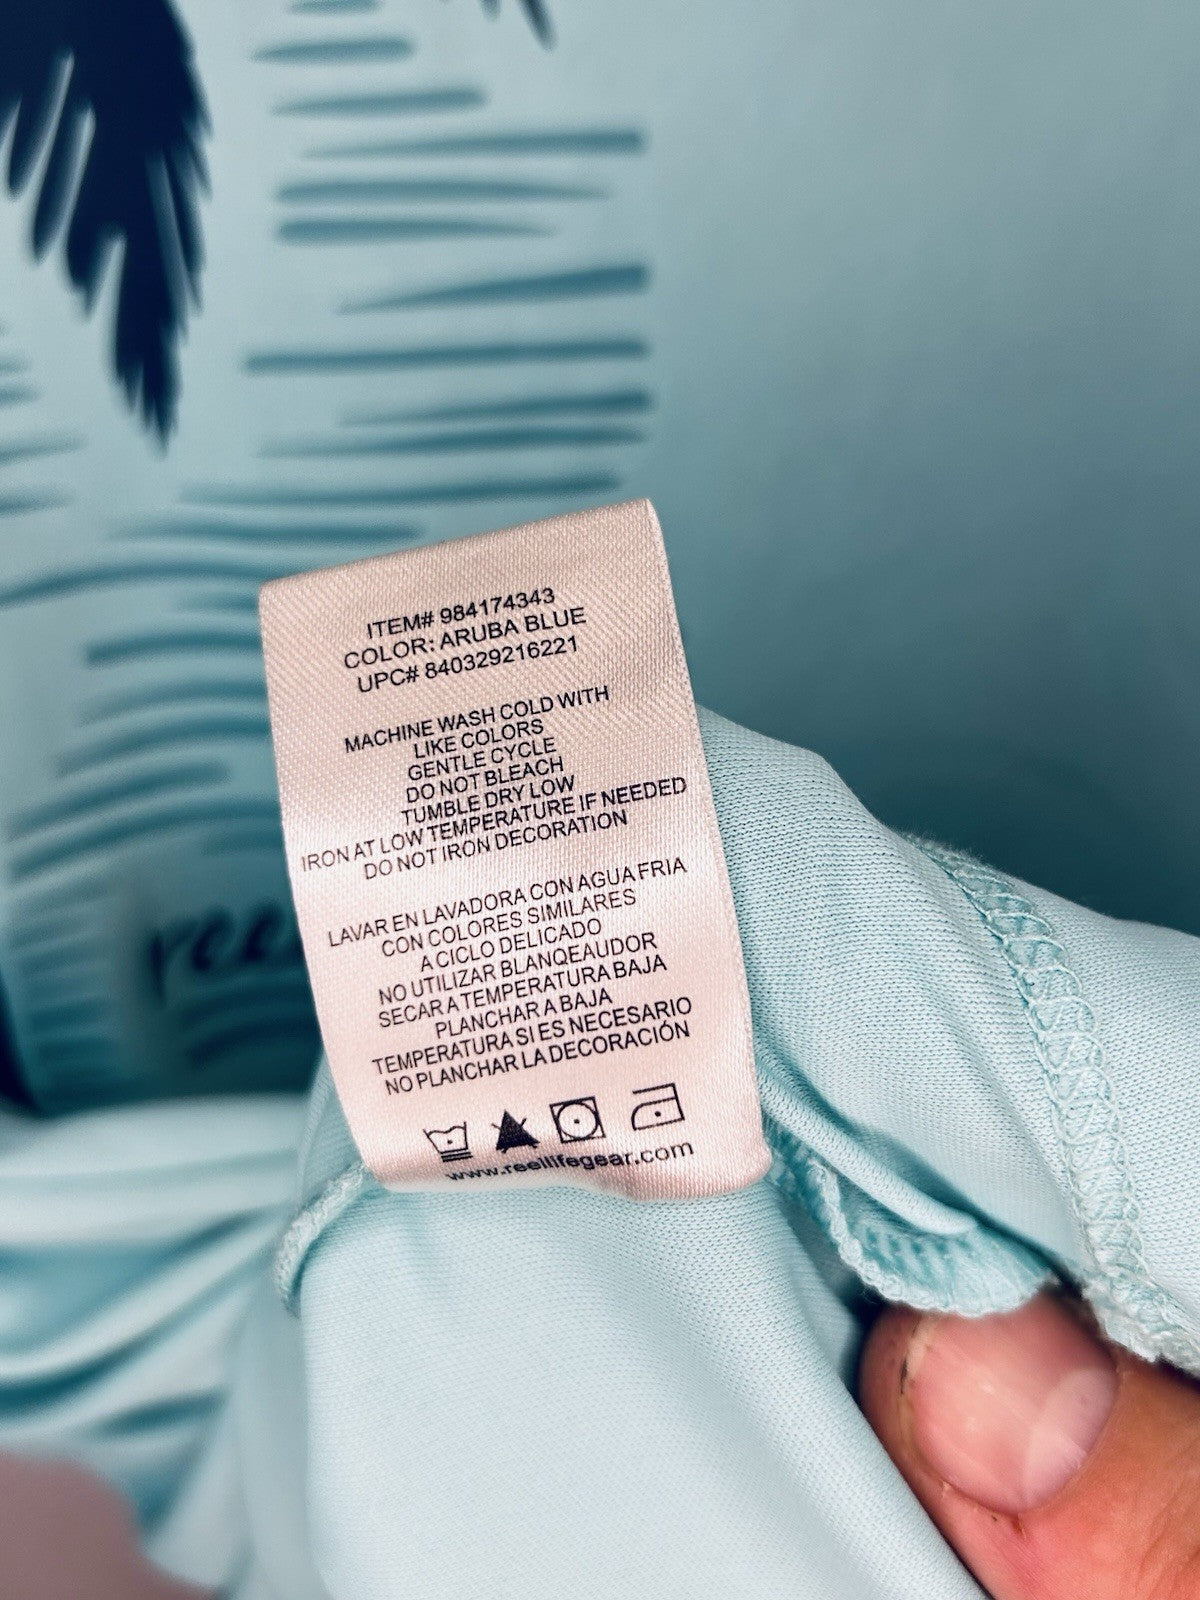 ree
ITEM# 984174343
COLOR: ARUBA BLUE
UPC# 840329216221
MACHINE WASH COLD WITH
LIKE COLORS
GENTLE CYCLE
DO NOT BLEACH
TUMBLE DRY LOW
IRON AT LOW TEMPERATURE IF NEEDED
DO NOT IRON DECORATION
LAVAR EN LAVADORA CON AGUA FRIA
CON COLORES SIMILARES
A CICLO DELICADO
NO UTILIZAR BLANQEAUDOR
SECAR A TEMPERATURA BAJA
PLANCHAR A BAJA
TEMPERATURA SI ES NECESARIO
NO PLANCHAR LA DECORACIÓN
www.reellifegear.com